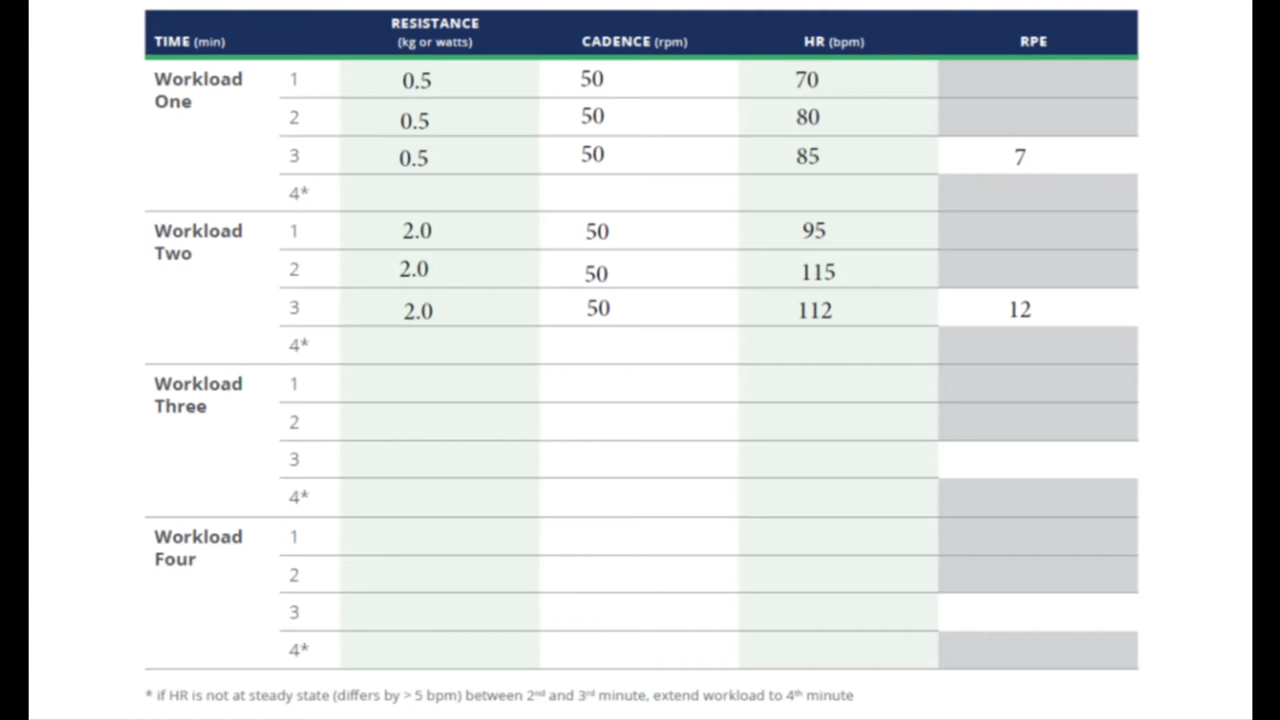 TIME (min) RESISTANCE (kg or watts) CADENCE (rpm) HR (bpm) RPE
Workload One 1 0.5 50 70
2 0.5 50 80
3 0.5 50 85 7
4*
Workload Two 1 2.0 50 95
2 2.0 50 115
3 2.0 50 112 12
4*
Workload Three 1
2
3
4*
Workload Four 1
2
3
4*
* if HR is not at steady state (differs by > 5 bpm) between 2nd and 3rd minute, extend workload to 4th minute